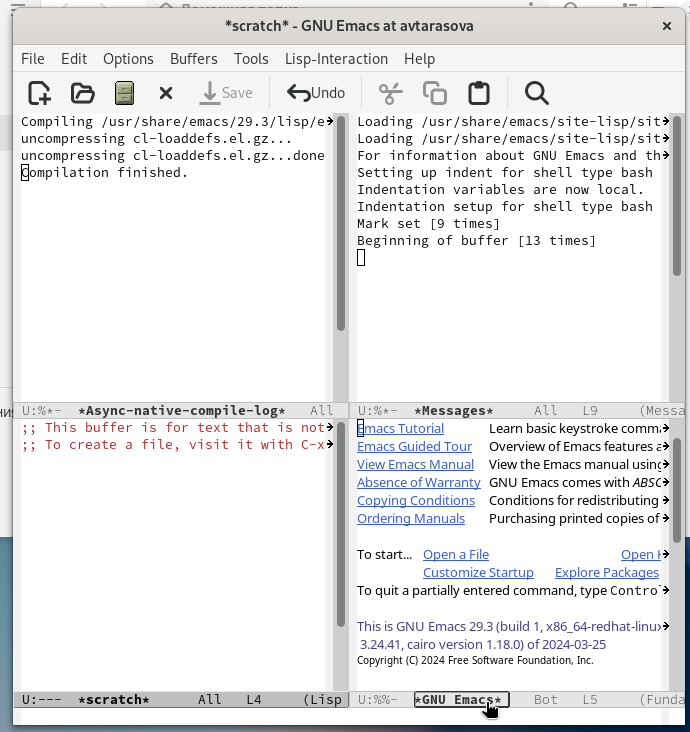 *scratch* - GNU Emacs at avtarasova
File Edit Options Buffers Tools Lisp-Interaction Help
Save Undo
Compiling /usr/share/emacs/29.3/lisp/e
uncompressing cl-loaddefs.el.gz...
uncompressing cl-loaddefs.el.gz...done
Compilation finished.
U:%*- *Async-native-compile-log* All
Loading /usr/share/emacs/site-lisp/sit
Loading /usr/share/emacs/site-lisp/sit
For information about GNU Emacs and th
Setting up indent for shell type bash
Indentation variables are now local.
Indentation setup for shell type bash
Mark set [9 times]
Beginning of buffer [13 times]
U:%*- *Messages* All L9 (Messa
;; This buffer is for text that is not
;; To create a file, visit it with C-x
U:--- *scratch* All L4 (Lisp
Emacs Tutorial Learn basic keystroke comma
Emacs Guided Tour Overview of Emacs features a
View Emacs Manual View the Emacs manual using
Absence of Warranty GNU Emacs comes with ABSO
Copying Conditions Conditions for redistributing
Ordering Manuals Purchasing printed copies of
To start... Open a File Open H
Customize Startup Explore Packages
To quit a partially entered command, type Contro
This is GNU Emacs 29.3 (build 1, x86_64-redhat-linux
3.24.41, cairo version 1.18.0) of 2024-03-25
Copyright (C) 2024 Free Software Foundation, Inc.
U:%%- *GNU Emacs* Bot L5 (Funda